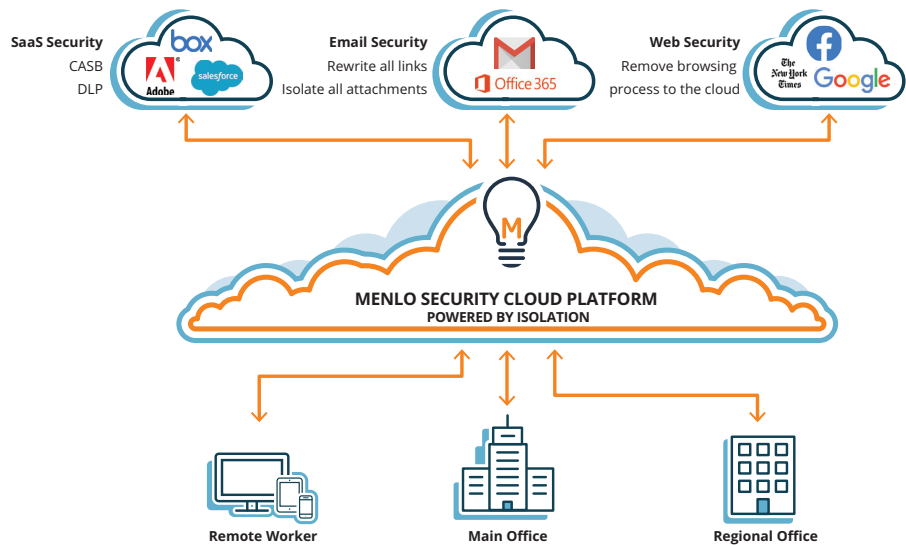 SaaS Security
CASB
DLP
box
Adobe
salesforce
Email Security
Rewrite all links
Isolate all attachments
M
Office 365
Web Security
Remove browsing
process to the cloud
f
The
New York
Times
Google
M
MENLO SECURITY CLOUD PLATFORM
POWERED BY ISOLATION
Remote Worker
Main Office
Regional Office